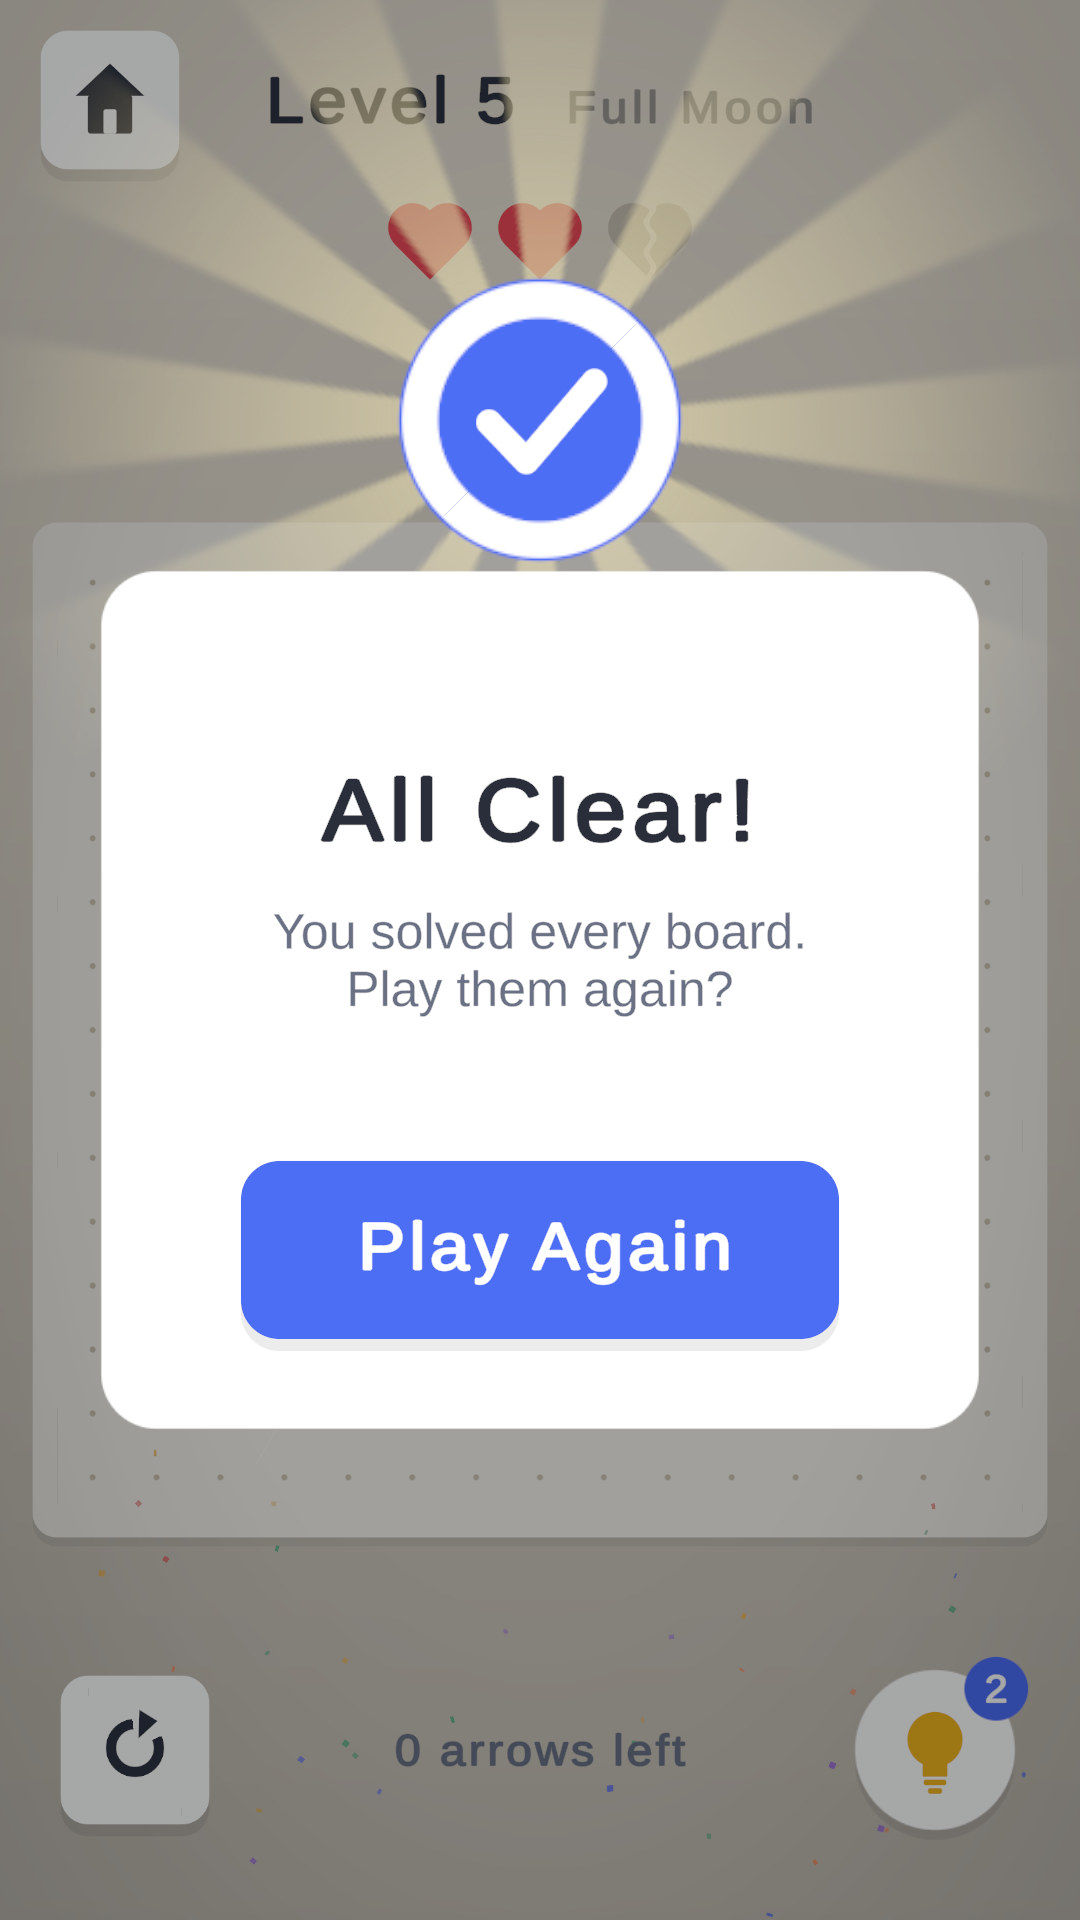 Level 5 Full Moon
All Clear!
You solved every board.
Play them again?
Play Again
2
0 arrows left